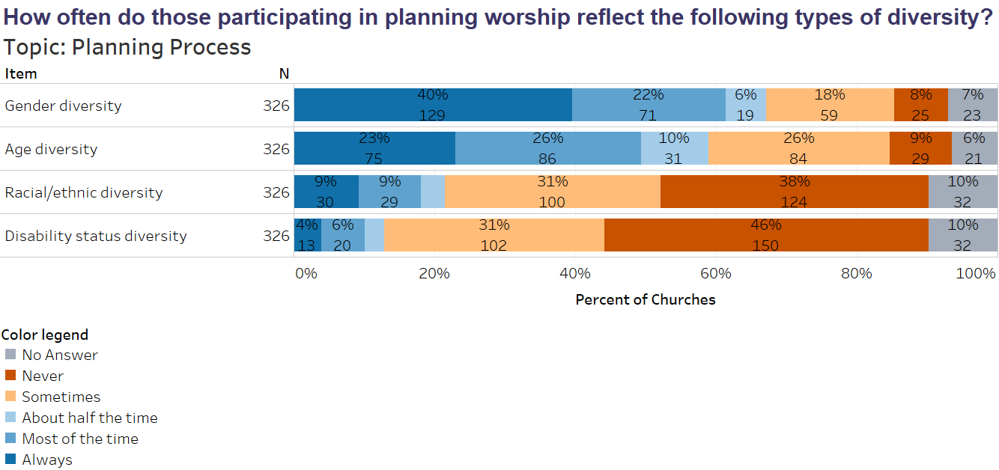 How often do those participating in planning worship reflect the following types of diversity?
Topic: Planning Process
Item N
Gender diversity 326 40% 22% 6% 18% 8% 7%
129 71 19 59 25 23
Age diversity 326 23% 26% 10% 26% 9% 6%
75 86 31 84 29 21
Racial/ethnic diversity 326 9% 9% 31% 38% 10%
30 29 100 124 32
Disability status diversity 326 4% 6% 31% 46% 10%
13 20 102 150 32
0% 20% 40% 60% 80% 100%
Percent of Churches
Color legend
No Answer
Never
Sometimes
About half the time
Most of the time
Always